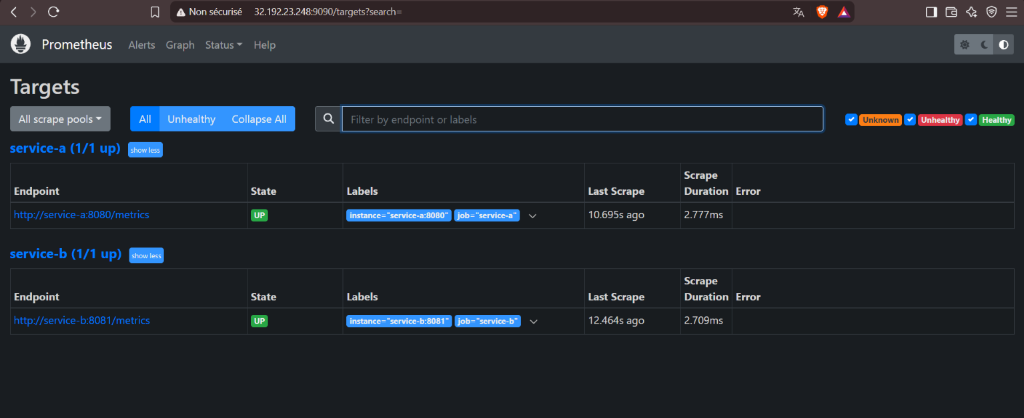 Non sécurisé 32.192.23.248:9090/targets?search=
Prometheus Alerts Graph Status Help
Targets
All scrape pools All Unhealthy Collapse All Filter by endpoint or labels Unknown Unhealthy Healthy
service-a (1/1 up) show less
Endpoint State Labels Last Scrape Scrape Duration Error
http://service-a:8080/metrics UP instance="service-a:8080" job="service-a" 10.695s ago 2.777ms
service-b (1/1 up) show less
Endpoint State Labels Last Scrape Scrape Duration Error
http://service-b:8081/metrics UP instance="service-b:8081" job="service-b" 12.464s ago 2.709ms